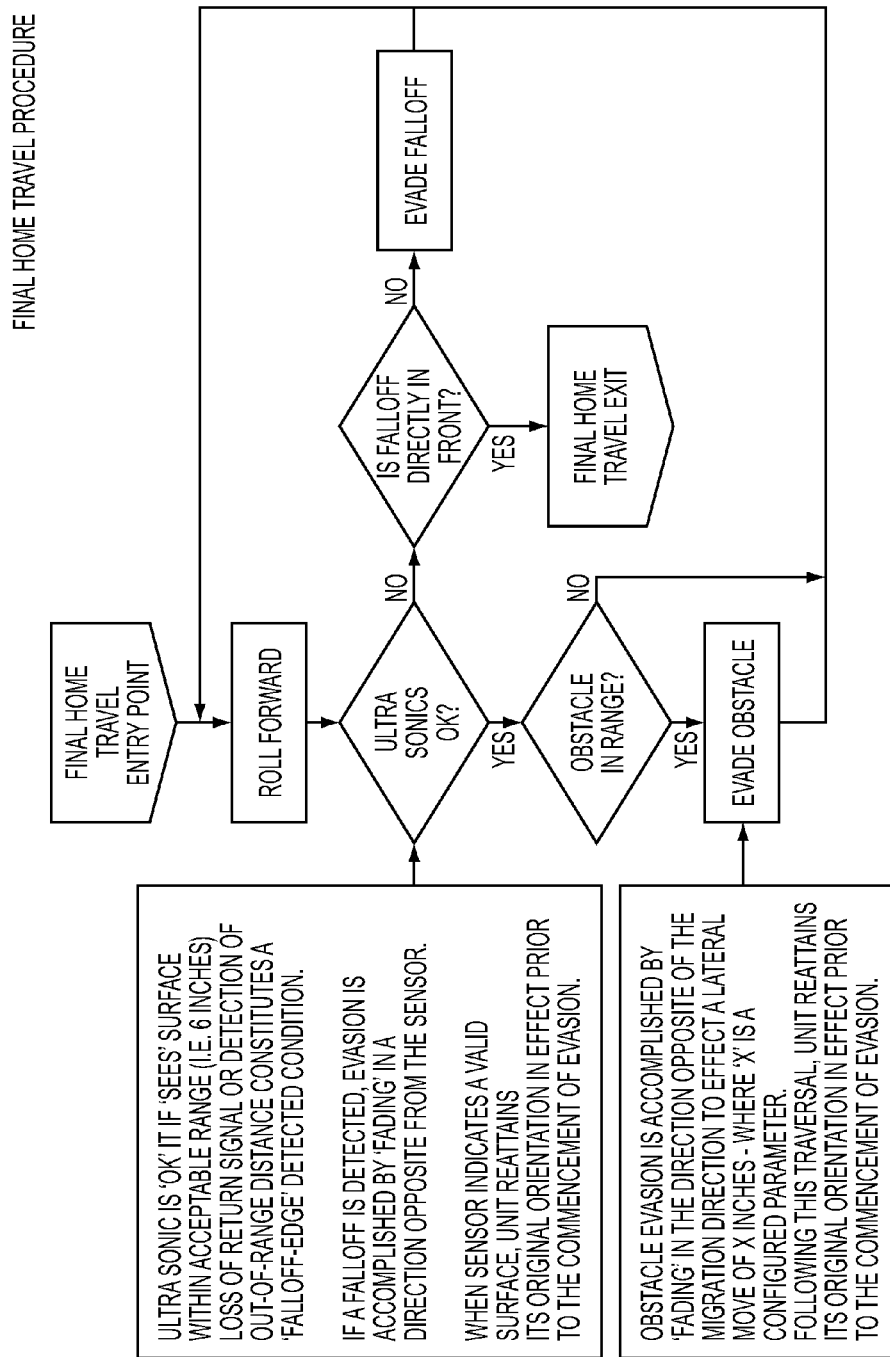 FINAL HOME TRAVEL PROCEDURE
FINAL HOME
TRAVEL
ENTRY POINT
ROLL FORWARD
ULTRA SONIC IS 'OK' IT IF 'SEES' SURFACE
WITHIN ACCEPTABLE RANGE (I.E. 6 INCHES)
LOSS OF RETURN SIGNAL OR DETECTION OF
OUT-OF-RANGE DISTANCE CONSTITUTES A
'FALLOFF-EDGE' DETECTED CONDITION.
IF A FALLOFF IS DETECTED, EVASION IS
ACCOMPLISHED BY 'FADING' IN A
DIRECTION OPPOSITE FROM THE SENSOR.
WHEN SENSOR INDICATES A VALID
SURFACE, UNIT REATTAINS
ITS ORIGINAL ORIENTATION IN EFFECT PRIOR
TO THE COMMENCEMENT OF EVASION.
ULTRA
SONICS
OK?
NO
YES
IS FALLOFF
DIRECTLY IN
FRONT?
NO
YES
EVADE FALLOFF
FINAL HOME
TRAVEL EXIT
OBSTACLE
IN RANGE?
NO
YES
OBSTACLE EVASION IS ACCOMPLISHED BY
'FADING' IN THE DIRECTION OPPOSITE OF THE
MIGRATION DIRECTION TO EFFECT A LATERAL
MOVE OF X INCHES - WHERE 'X' IS A
CONFIGURED PARAMETER.
FOLLOWING THIS TRAVERSAL, UNIT REATTAINS
ITS ORIGINAL ORIENTATION IN EFFECT PRIOR
TO THE COMMENCEMENT OF EVASION.
EVADE OBSTACLE